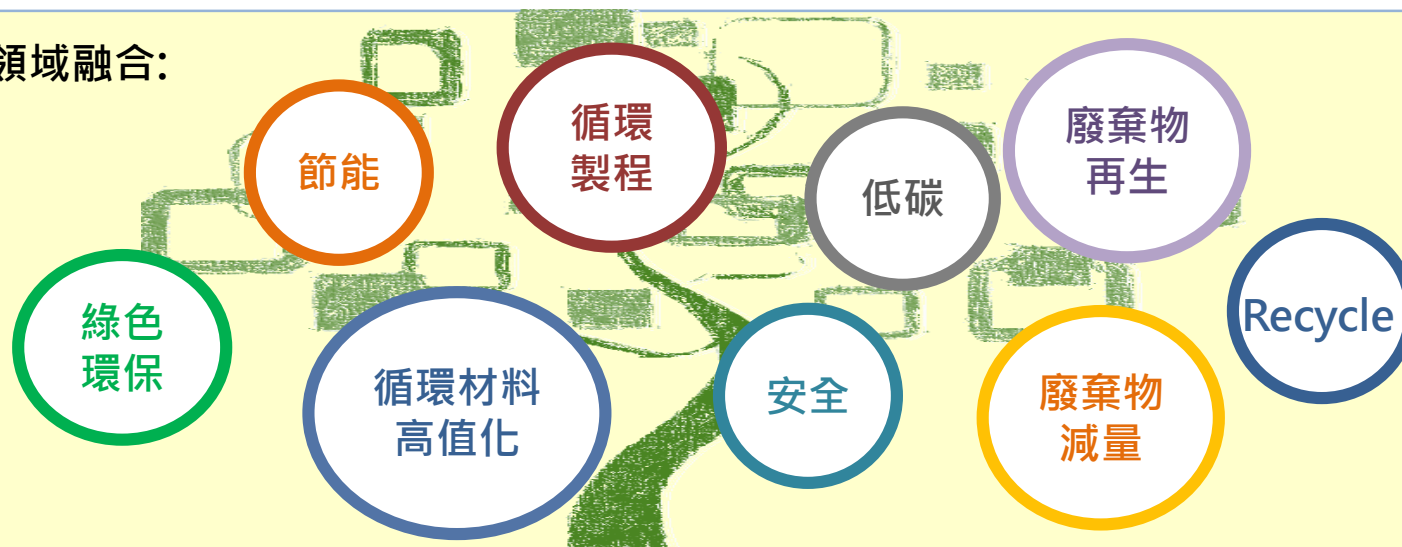 領域融合:
節能
循環
製程
低碳
廢棄物
再生
綠色
環保
循環材料
高值化
安全
廢棄物
減量
Recycle